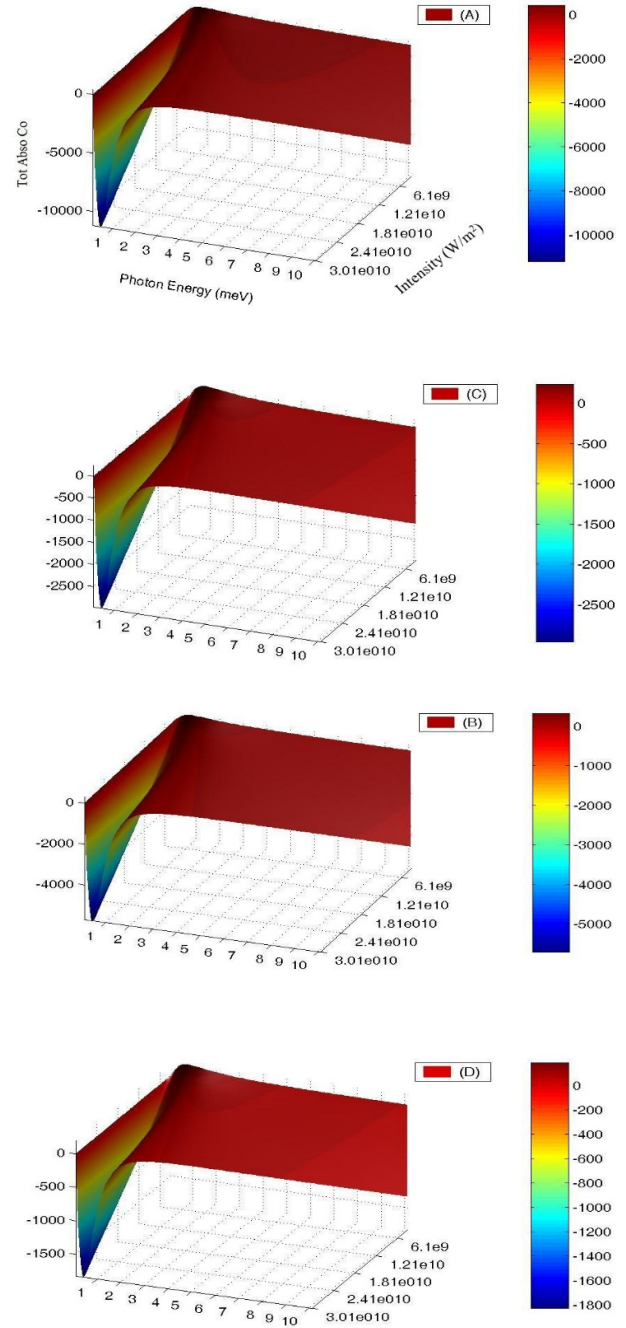 (A)
0
-5000
-10000
Tot Abso Co
1 2 3 4 5 6 7 8 9 10
Photon Energy (meV)
6.1e9
1.21e10
1.81e010
2.41e010
3.01e010
Intensity (W/m²)
0
-2000
-4000
-6000
-8000
-10000
(C)
0
-500
-1000
-1500
-2000
-2500
1 2 3 4 5 6 7 8 9 10
6.1e9
1.21e10
1.81e010
2.41e010
3.01e010
0
-500
-1000
-1500
-2000
-2500
(B)
0
-2000
-4000
1 2 3 4 5 6 7 8 9 10
6.1e9
1.21e10
1.81e010
2.41e010
3.01e010
0
-1000
-2000
-3000
-4000
-5000
(D)
0
-500
-1000
-1500
1 2 3 4 5 6 7 8 9 10
6.1e9
1.21e10
1.81e010
2.41e010
3.01e010
0
-200
-400
-600
-800
-1000
-1200
-1400
-1600
-1800